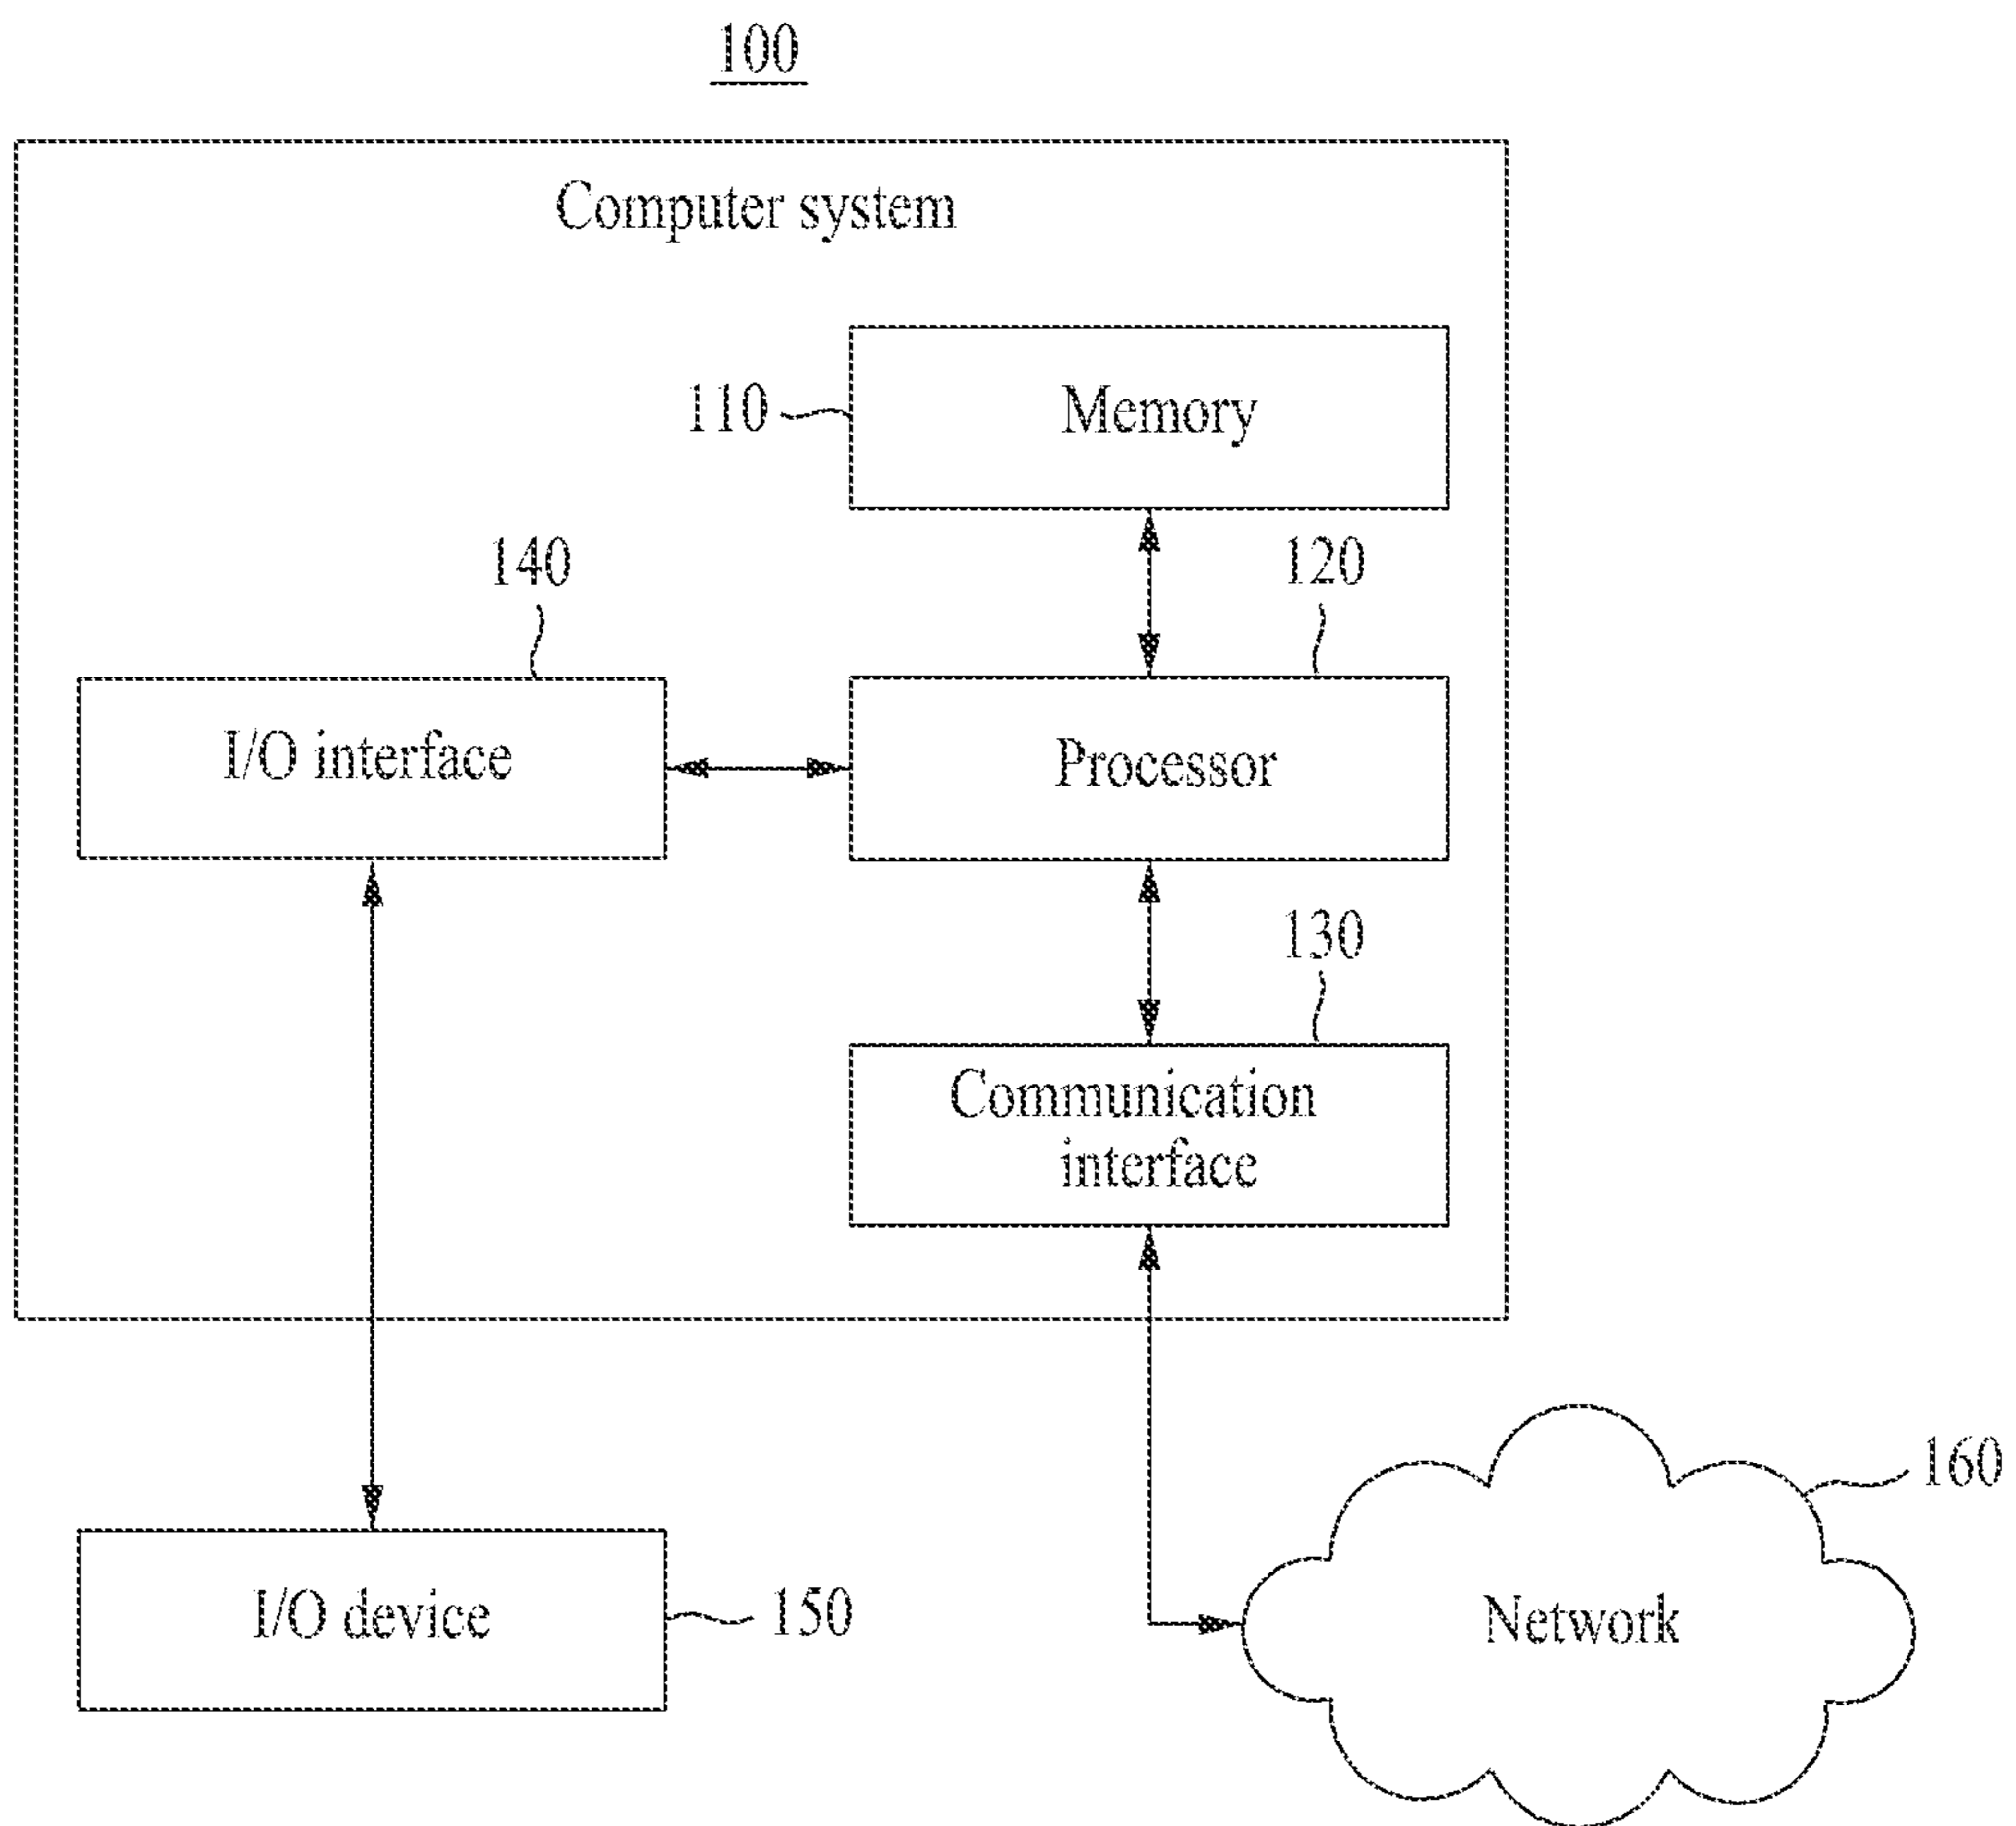 100
Computer system
110
Memory
140
120
I/O interface
Processor
130
Communication
interface
160
I/O device
150
Network